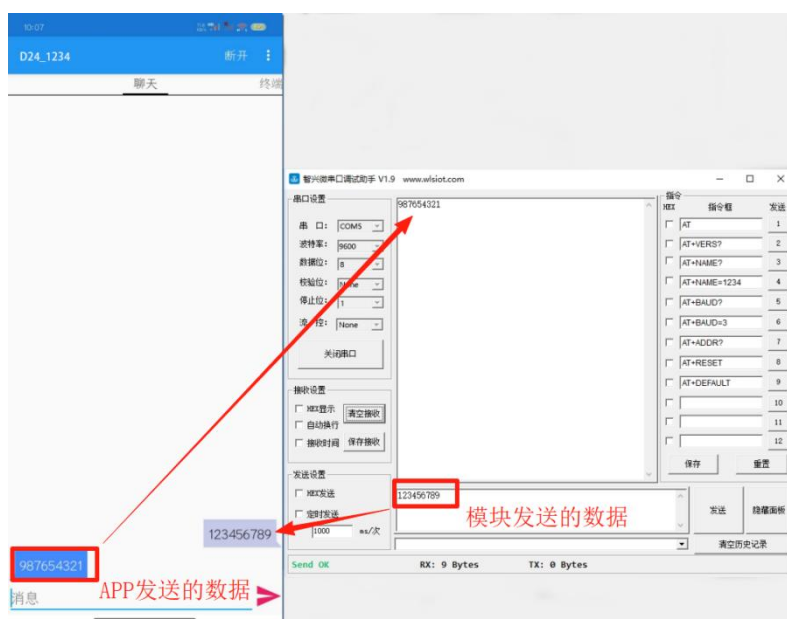 10:07
D24_1234
断开
聊天
终端
987654321
123456789
APP发送的数据
消息
智兴微串口调试助手 V1.9 www.wlsiot.com
串口设置
串 口: COM5
波特率: 9600
数据位: 8
校验位: None
停止位: 1
流 控: None
关闭串口
接收设置
HEX显示
清空接收
自动换行
接收时间
保存接收
发送设置
HEX发送
定时发送
1000 ms/次
987654321
123456789
模块发送的数据
发送
隐藏面板
清空历史记录
Send OK RX: 9 Bytes TX: 0 Bytes
指令
HEX 指令框 发送
AT 1
AT+VERS? 2
AT+NAME? 3
AT+NAME=1234 4
AT+BAUD? 5
AT+BAUD=3 6
AT+ADDR? 7
AT+RESET 8
AT+DEFAULT 9
10
11
12
保存 重置